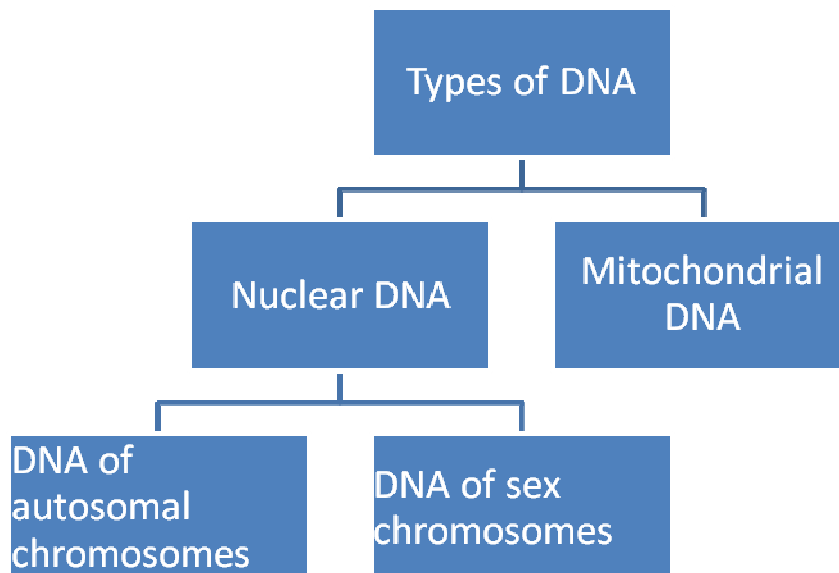 Types of DNA
Nuclear DNA
Mitochondrial
DNA
DNA of
autosomal
chromosomes
DNA of sex
chromosomes